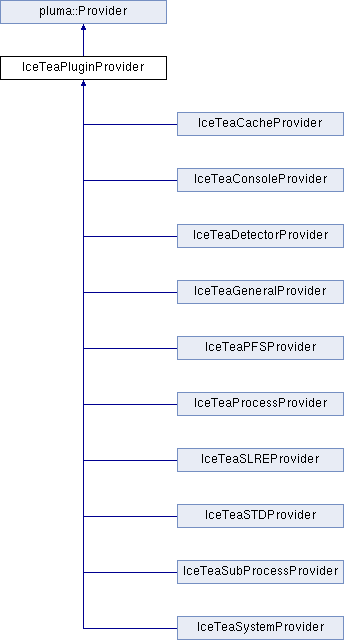 pluma::Provider
IceTeaPluginProvider
IceTeaCacheProvider
IceTeaConsoleProvider
IceTeaDetectorProvider
IceTeaGeneralProvider
IceTeaPFSProvider
IceTeaProcessProvider
IceTeaSLREProvider
IceTeaSTDProvider
IceTeaSubProcessProvider
IceTeaSystemProvider